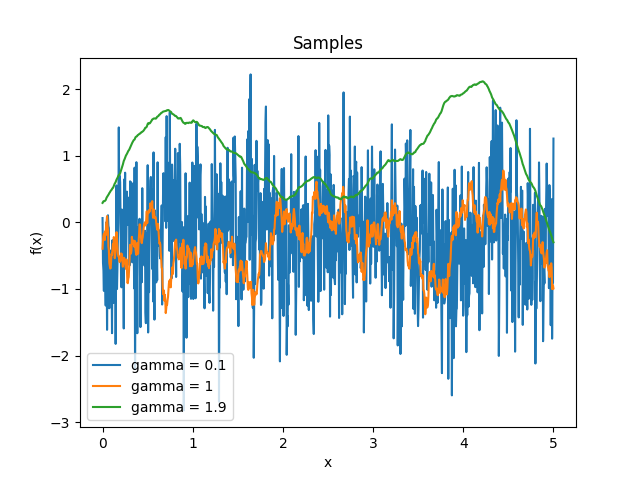 Samples
f(x)
2
1
0
−1
−2
−3
gamma = 0.1
gamma = 1
gamma = 1.9
0
1
2
3
4
5
x